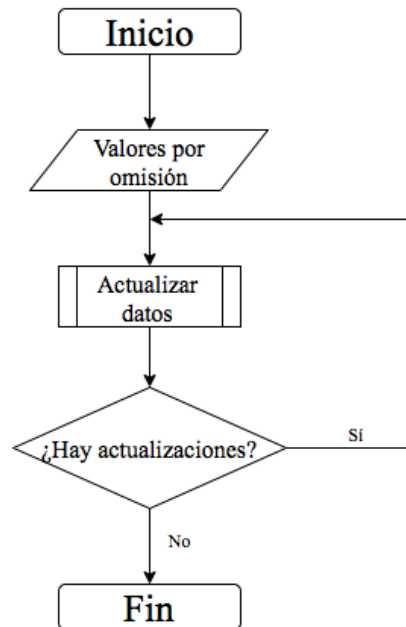 Inicio
Valores por
omisión
Actualizar
datos
¿Hay actualizaciones?
Sí
No
Fin